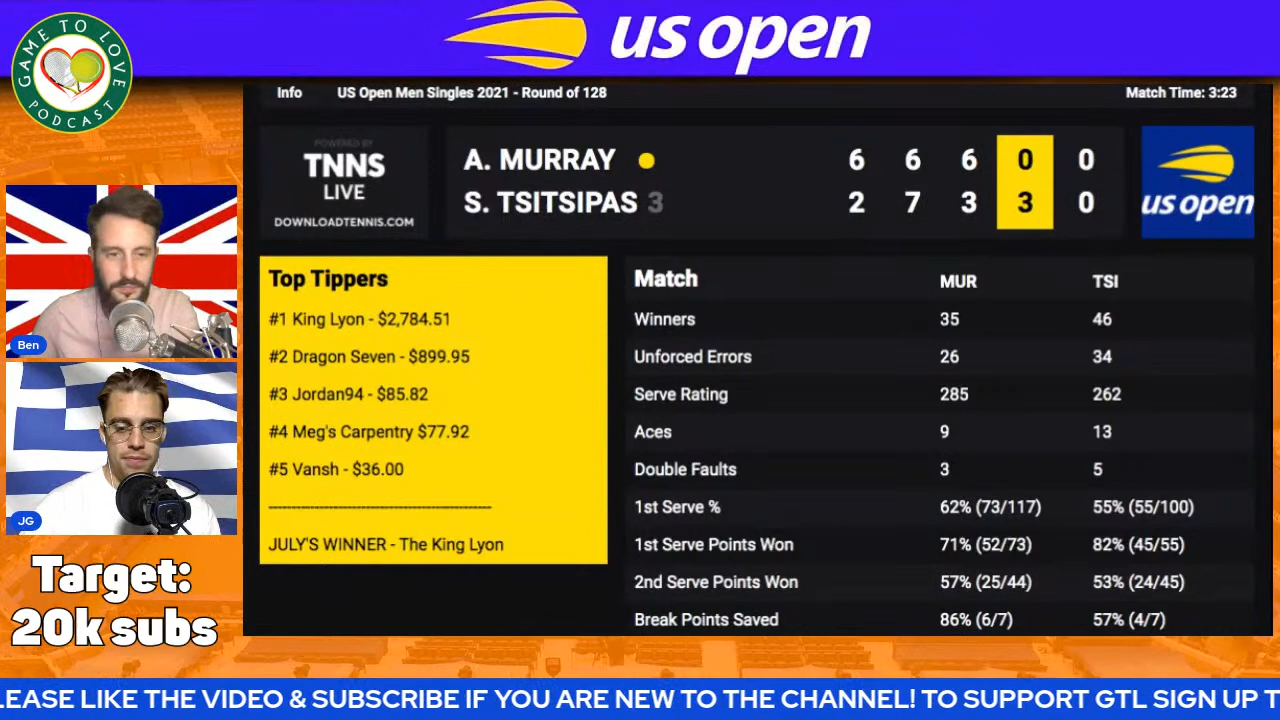 GAME TO LOVE
PODCAST
us open
Info US Open Men Singles 2021 - Round of 128 Match Time: 3:23
POWERED BY
TNNS
LIVE
DOWNLOADTENNIS.COM
A. MURRAY 6 6 6 0 0
S. TSITSIPAS 3 2 7 3 3 0
us open
Ben
JG
Target:
20k subs
Top Tippers
#1 King Lyon - $2,784.51
#2 Dragon Seven - $899.95
#3 Jordan94 - $85.82
#4 Meg's Carpentry $77.92
#5 Vansh - $36.00
--------------------------------------------------
JULY'S WINNER - The King Lyon
Match MUR TSI
Winners 35 46
Unforced Errors 26 34
Serve Rating 285 262
Aces 9 13
Double Faults 3 5
1st Serve % 62% (73/117) 55% (55/100)
1st Serve Points Won 71% (52/73) 82% (45/55)
2nd Serve Points Won 57% (25/44) 53% (24/45)
Break Points Saved 86% (6/7) 57% (4/7)
LEASE LIKE THE VIDEO & SUBSCRIBE IF YOU ARE NEW TO THE CHANNEL! TO SUPPORT GTL SIGN UP T